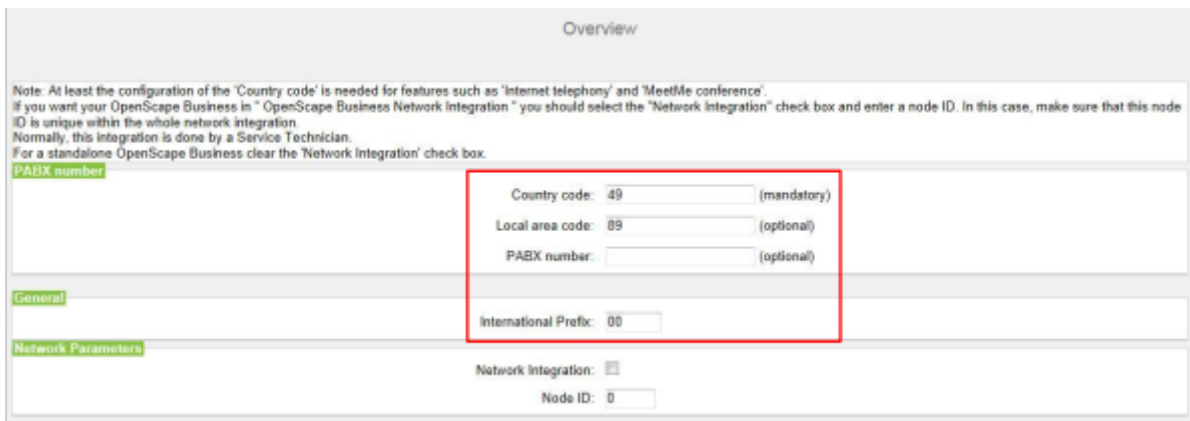 Overview
Note: At least the configuration of the 'Country code' is needed for features such as 'Internet telephony' and 'MeetMe conference'.
If you want your OpenScape Business in " OpenScape Business Network Integration " you should select the "Network Integration" check box and enter a node ID. In this case, make sure that this node
ID is unique within the whole network integration.
Normally, this integration is done by a Service Technician.
For a standalone OpenScape Business clear the 'Network Integration' check box.
PABX number
Country code: 49 (mandatory)
Local area code: 89 (optional)
PABX number: (optional)
General
International Prefix: 00
Network Parameters
Network Integration:
Node ID: 0